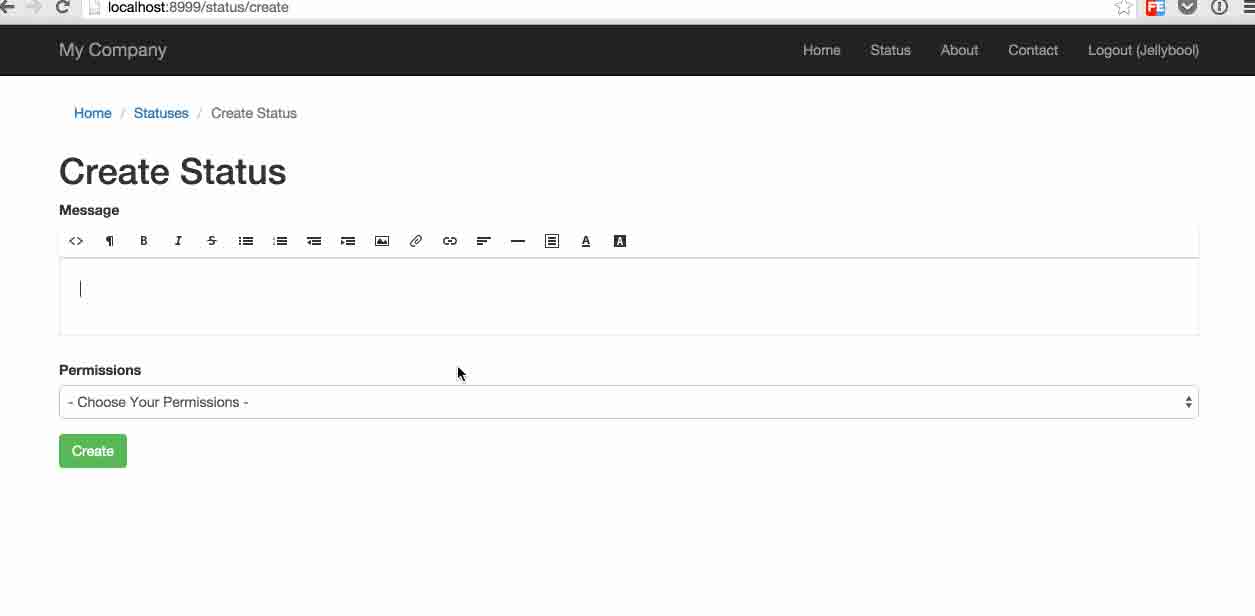 localhost:8999/status/create
My Company Home Status About Contact Logout (Jellybool)
Home / Statuses / Create Status
Create Status
Message
Permissions
- Choose Your Permissions -
Create